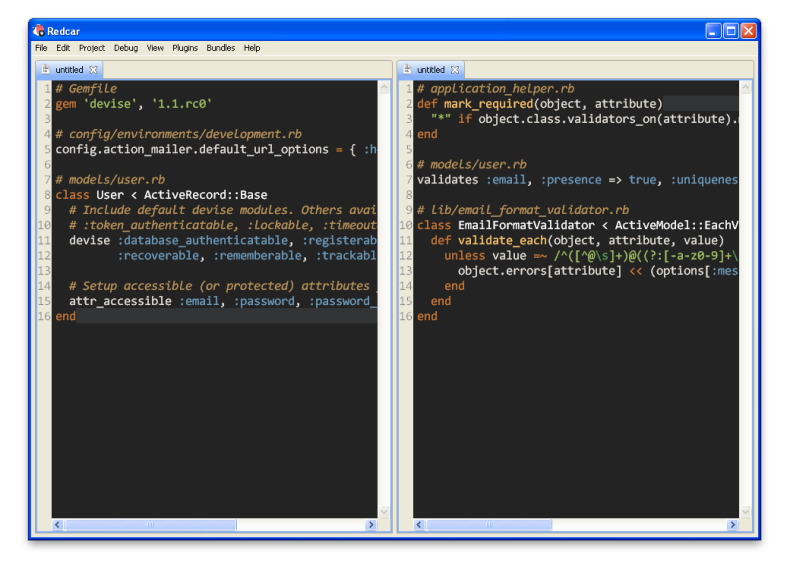 Redcar
File Edit Project Debug View Plugins Bundles Help
untitled
1 # Gemfile
2 gem 'devise', '1.1.rc0'
3
4 # config/environments/development.rb
5 config.action_mailer.default_url_options = { :h
6
7 # models/user.rb
8 class User < ActiveRecord::Base
9 # Include default devise modules. Others avai
10 # :token_authenticatable, :lockable, :timeout
11 devise :database_authenticatable, :registerab
12 :recoverable, :rememberable, :trackabl
13
14 # Setup accessible (or protected) attributes
15 attr_accessible :email, :password, :password_
16 end
untitled
1 # application_helper.rb
2 def mark_required(object, attribute)
3 "*" if object.class.validators_on(attribute).
4 end
5
6 # models/user.rb
7 validates :email, :presence => true, :uniquenes
8
9 # lib/email_format_validator.rb
10 class EmailFormatValidator < ActiveModel::EachV
11 def validate_each(object, attribute, value)
12 unless value =~ /^([^@\s]+)@((?:[-a-z0-9]+\
13 object.errors[attribute] << (options[:mes
14 end
15 end
16 end